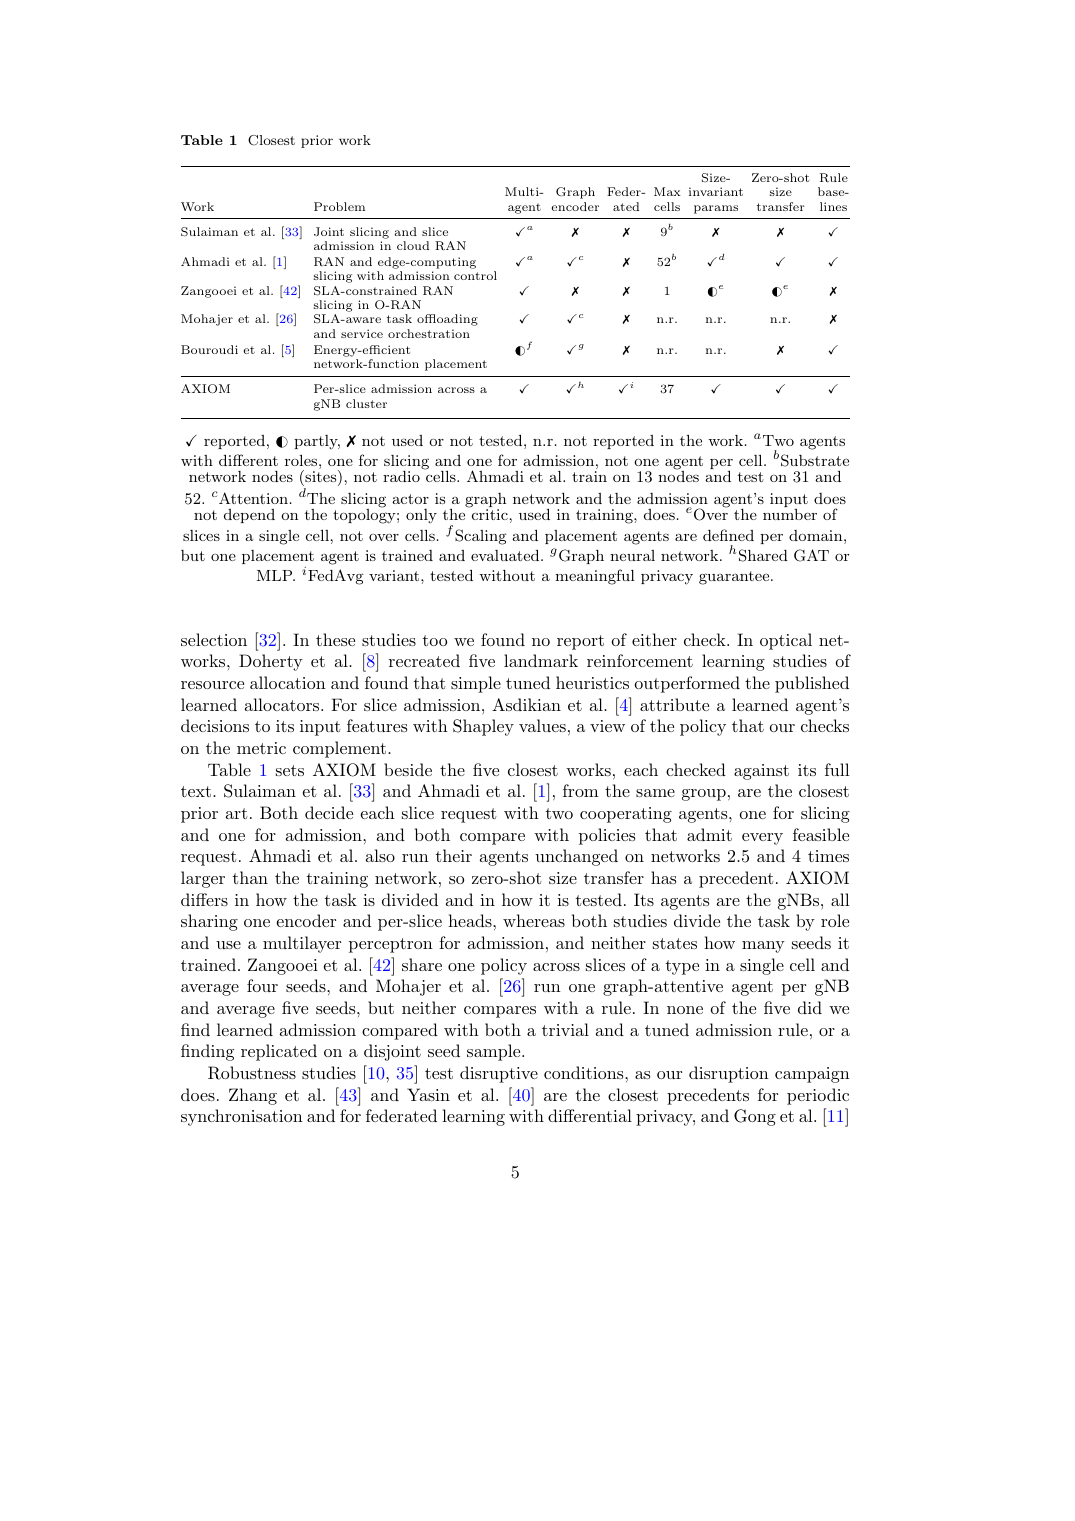 Table 1 Closest prior work
Size- Zero-shot Rule
Multi- Graph Feder- Max invariant size base-
Work Problem agent encoder ated cells params transfer lines
Sulaiman et al. [33] Joint slicing and slice ✓a ✗ ✗ 9b ✗ ✗ ✓
admission in cloud RAN
Ahmadi et al. [1] RAN and edge-computing ✓a ✓c ✗ 52b ✓d ✓ ✓
slicing with admission control
Zangooei et al. [42] SLA-constrained RAN ✓ ✗ ✗ 1 ◐e ◐e ✗
slicing in O-RAN
Mohajer et al. [26] SLA-aware task offloading ✓ ✓c ✗ n.r. n.r. n.r. ✗
and service orchestration
Bouroudi et al. [5] Energy-efficient ◐f ✓g ✗ n.r. n.r. ✗ ✓
network-function placement
AXIOM Per-slice admission across a ✓ ✓h ✓i 37 ✓ ✓ ✓
gNB cluster
✓ reported, ◐ partly, ✗ not used or not tested, n.r. not reported in the work. aTwo agents
with different roles, one for slicing and one for admission, not one agent per cell. bSubstrate
network nodes (sites), not radio cells. Ahmadi et al. train on 13 nodes and test on 31 and
52. cAttention. dThe slicing actor is a graph network and the admission agent's input does
not depend on the topology; only the critic, used in training, does. eOver the number of
slices in a single cell, not over cells. fScaling and placement agents are defined per domain,
but one placement agent is trained and evaluated. gGraph neural network. hShared GAT or
MLP. iFedAvg variant, tested without a meaningful privacy guarantee.
selection [32]. In these studies too we found no report of either check. In optical net-
works, Doherty et al. [8] recreated five landmark reinforcement learning studies of
resource allocation and found that simple tuned heuristics outperformed the published
learned allocators. For slice admission, Asdikian et al. [4] attribute a learned agent's
decisions to its input features with Shapley values, a view of the policy that our checks
on the metric complement.
Table 1 sets AXIOM beside the five closest works, each checked against its full
text. Sulaiman et al. [33] and Ahmadi et al. [1], from the same group, are the closest
prior art. Both decide each slice request with two cooperating agents, one for slicing
and one for admission, and both compare with policies that admit every feasible
request. Ahmadi et al. also run their agents unchanged on networks 2.5 and 4 times
larger than the training network, so zero-shot size transfer has a precedent. AXIOM
differs in how the task is divided and in how it is tested. Its agents are the gNBs, all
sharing one encoder and per-slice heads, whereas both studies divide the task by role
and use a multilayer perceptron for admission, and neither states how many seeds it
trained. Zangooei et al. [42] share one policy across slices of a type in a single cell and
average four seeds, and Mohajer et al. [26] run one graph-attentive agent per gNB
and average five seeds, but neither compares with a rule. In none of the five did we
find learned admission compared with both a trivial and a tuned admission rule, or a
finding replicated on a disjoint seed sample.
Robustness studies [10, 35] test disruptive conditions, as our disruption campaign
does. Zhang et al. [43] and Yasin et al. [40] are the closest precedents for periodic
synchronisation and for federated learning with differential privacy, and Gong et al. [11]
5